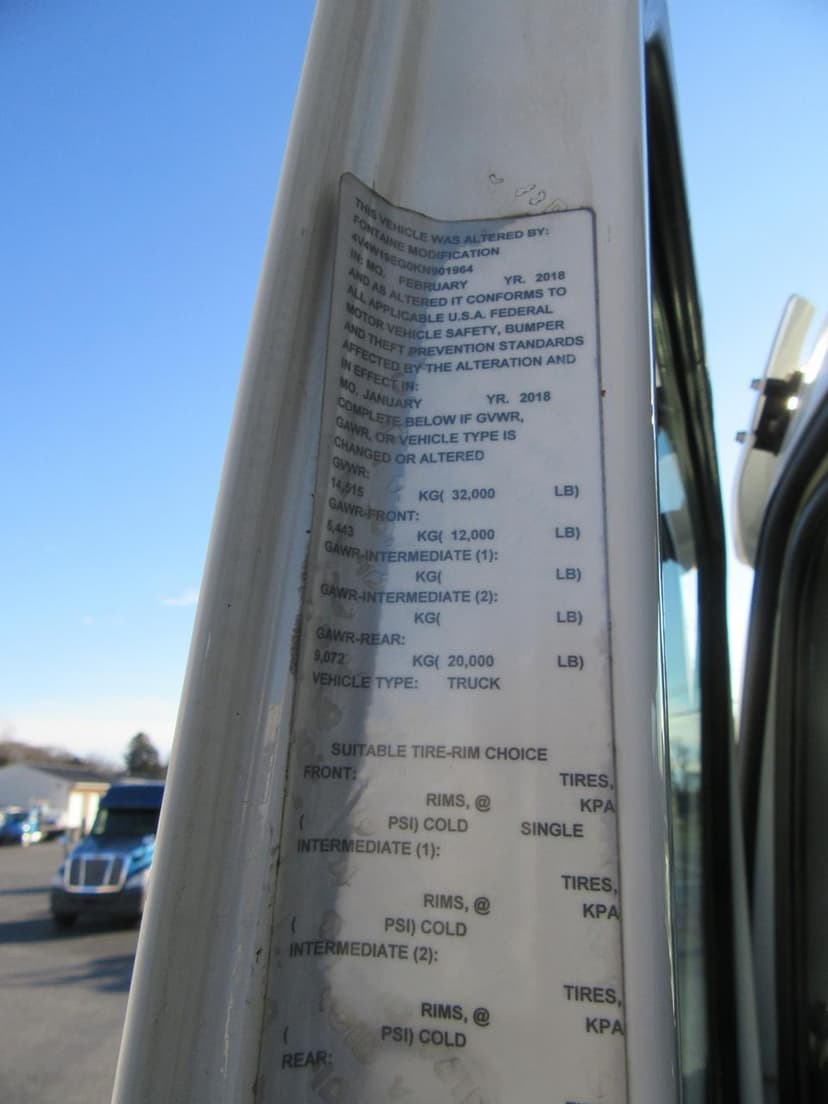 THIS VEHICLE WAS ALTERED BY:
FONTAINE MODIFICATION
4V4W19EG0KN901964
IN: MO. FEBRUARY YR. 2018
AND AS ALTERED IT CONFORMS TO
ALL APPLICABLE U.S.A. FEDERAL
MOTOR VEHICLE SAFETY, BUMPER
AND THEFT PREVENTION STANDARDS
AFFECTED BY THE ALTERATION AND
IN EFFECT IN:
MO. JANUARY YR. 2018
COMPLETE BELOW IF GVWR,
GAWR, OR VEHICLE TYPE IS
CHANGED OR ALTERED
GVWR:
14,515 KG( 32,000 LB)
GAWR-FRONT:
5,443 KG( 12,000 LB)
GAWR-INTERMEDIATE (1):
KG( LB)
GAWR-INTERMEDIATE (2):
KG( LB)
GAWR-REAR:
9,072 KG( 20,000 LB)
VEHICLE TYPE: TRUCK
SUITABLE TIRE-RIM CHOICE
FRONT:
TIRES,
RIMS, @ KPA
( PSI) COLD SINGLE
INTERMEDIATE (1):
TIRES,
RIMS, @ KPA
( PSI) COLD
INTERMEDIATE (2):
TIRES,
RIMS, @ KPA
( PSI) COLD
REAR: